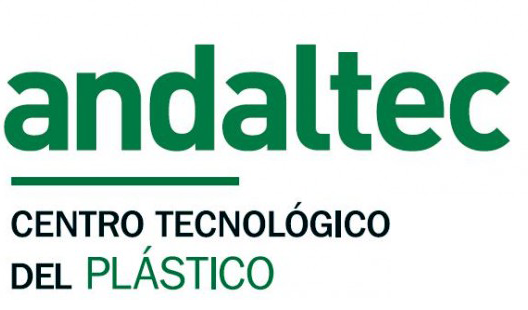 andaltec
CENTRO TECNOLÓGICO
DEL PLÁSTICO